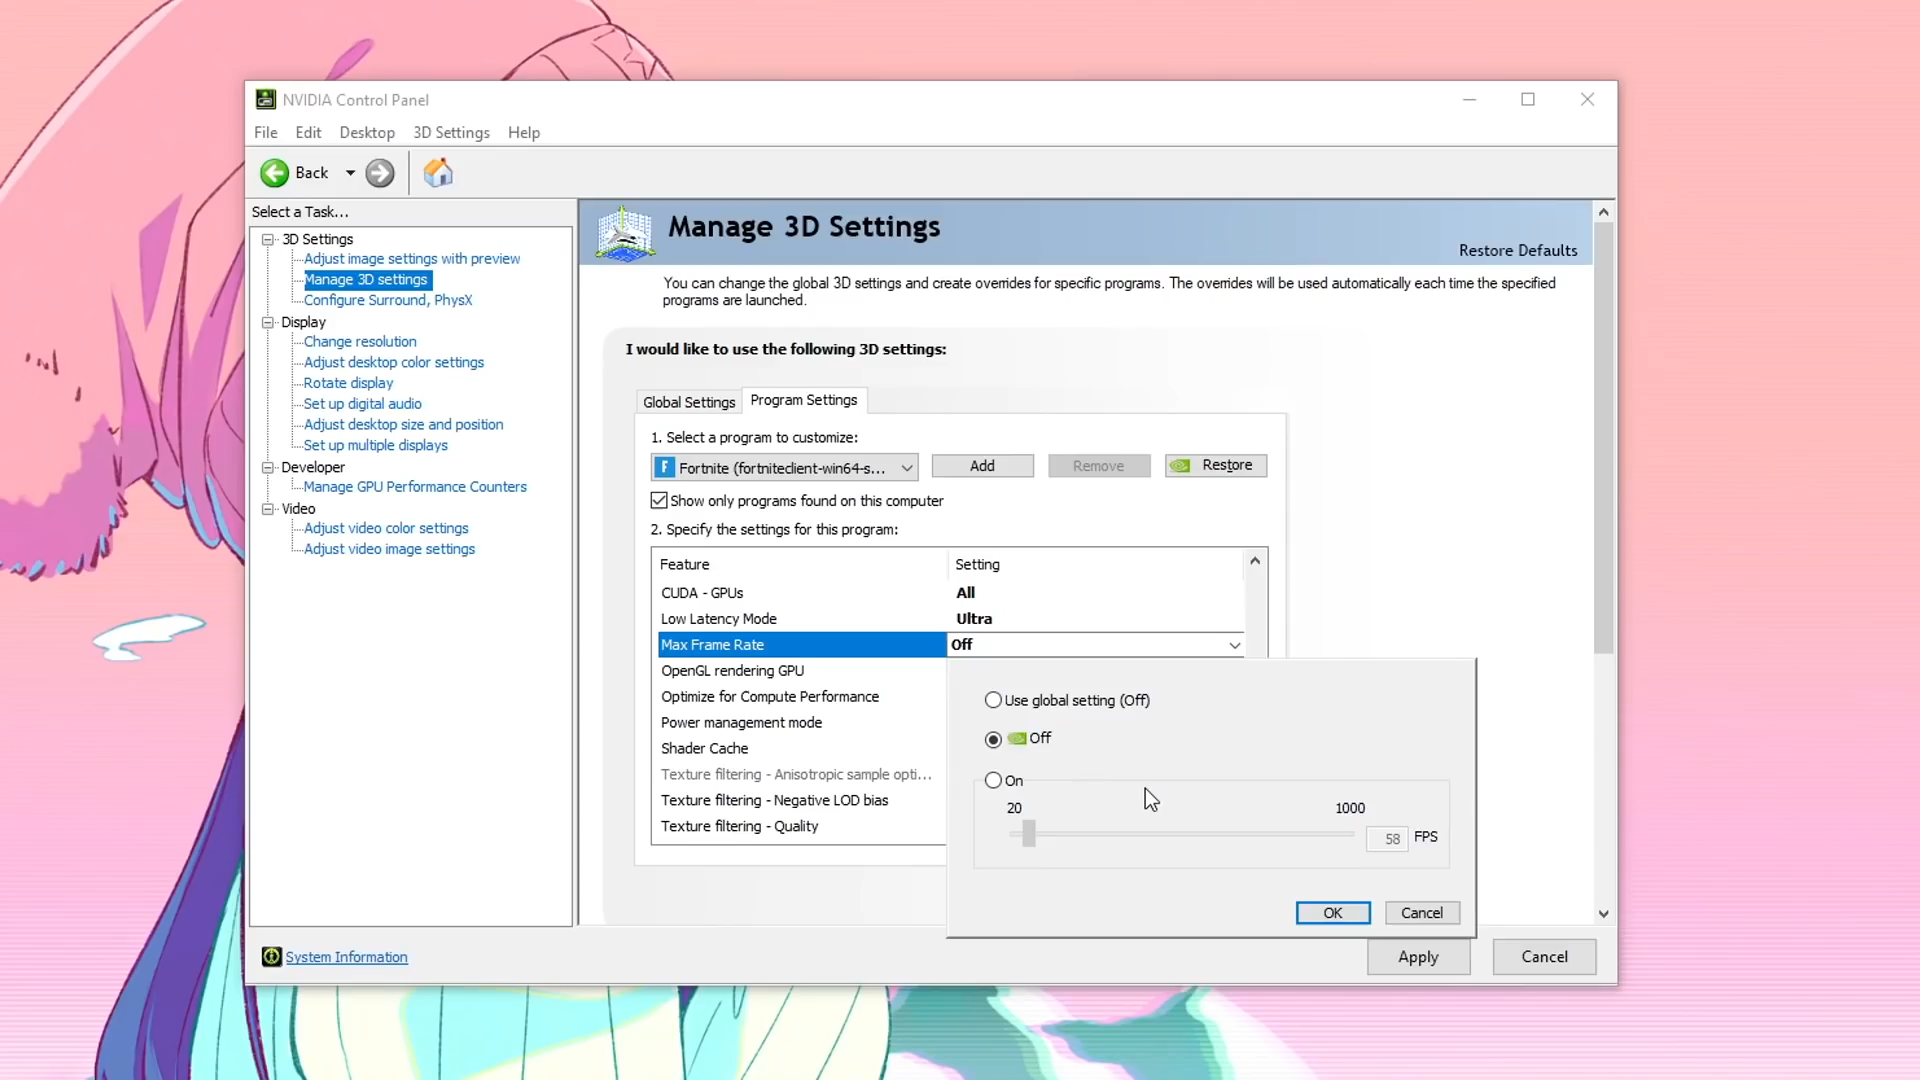 NVIDIA Control Panel
File Edit Desktop 3D Settings Help
Back
Select a Task...
3D Settings
Adjust image settings with preview
Manage 3D settings
Configure Surround, PhysX
Display
Change resolution
Adjust desktop color settings
Rotate display
Set up digital audio
Adjust desktop size and position
Set up multiple displays
Developer
Manage GPU Performance Counters
Video
Adjust video color settings
Adjust video image settings
System Information
Manage 3D Settings
Restore Defaults
You can change the global 3D settings and create overrides for specific programs. The overrides will be used automatically each time the specified
programs are launched.
I would like to use the following 3D settings:
Global Settings Program Settings
1. Select a program to customize:
F Fortnite (fortniteclient-win64-s... Add Remove Restore
Show only programs found on this computer
2. Specify the settings for this program:
Feature Setting
CUDA - GPUs All
Low Latency Mode Ultra
Max Frame Rate Off
OpenGL rendering GPU
Optimize for Compute Performance
Power management mode
Shader Cache
Texture filtering - Anisotropic sample opti...
Texture filtering - Negative LOD bias
Texture filtering - Quality
Use global setting (Off)
Off
On
20 1000
58 FPS
OK Cancel
Apply Cancel